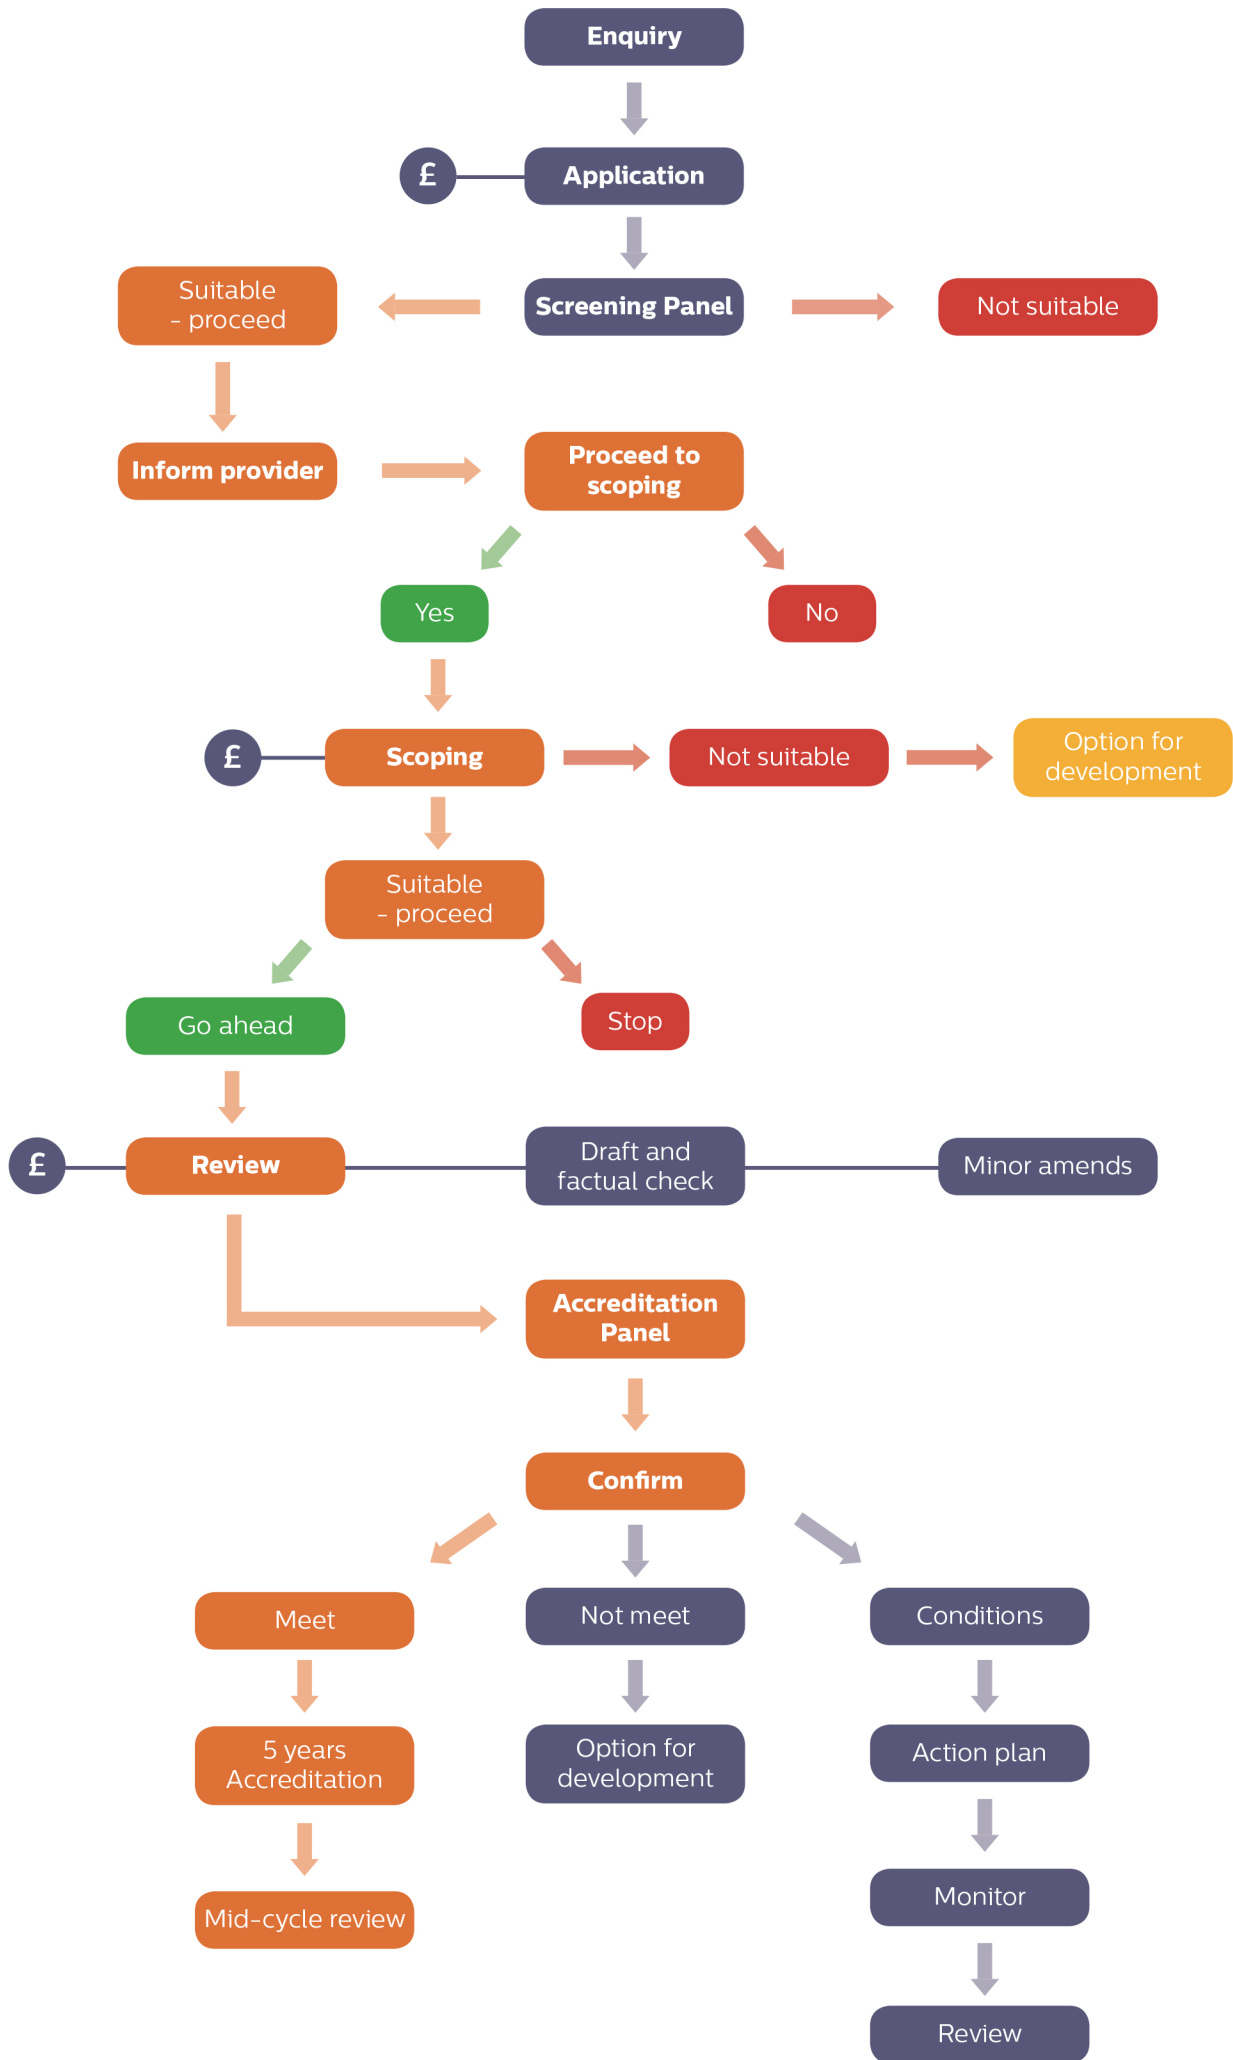 Enquiry
£
Application
Suitable
- proceed
Screening Panel
Not suitable
Inform provider
Proceed to
scoping
Yes
No
£
Scoping
Not suitable
Option for
development
Suitable
- proceed
Go ahead
Stop
£
Review
Draft and
factual check
Minor amends
Accreditation
Panel
Confirm
Meet
Not meet
Conditions
5 years
Accreditation
Option for
development
Action plan
Mid-cycle review
Monitor
Review